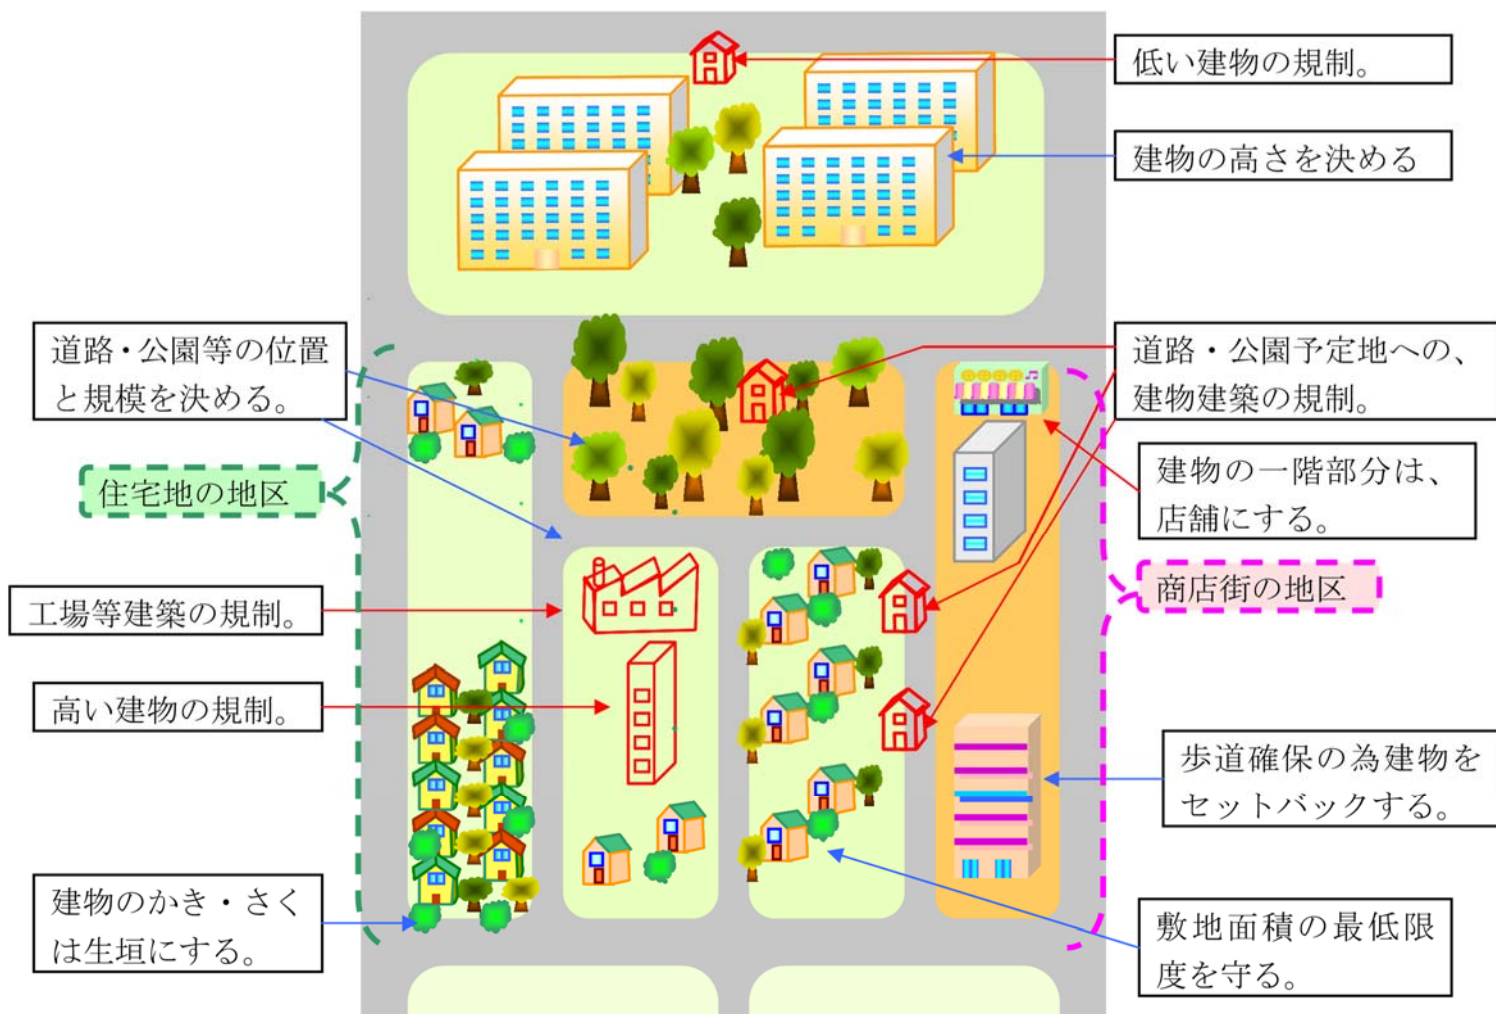 低い建物の規制。
建物の高さを決める
道路・公園等の位置
と規模を決める。
道路・公園予定地への、
建物建築の規制。
住宅地の地区
建物の一階部分は、
店舗にする。
商店街の地区
工場等建築の規制。
高い建物の規制。
歩道確保の為建物を
セットバックする。
建物のかき・さく
は生垣にする。
敷地面積の最低限
度を守る。